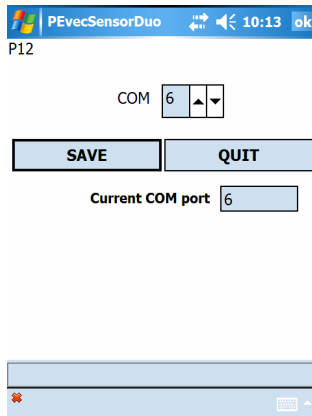 PEvecSensorDuo 10:13 ok
P12
COM 6
SAVE QUIT
Current COM port 6